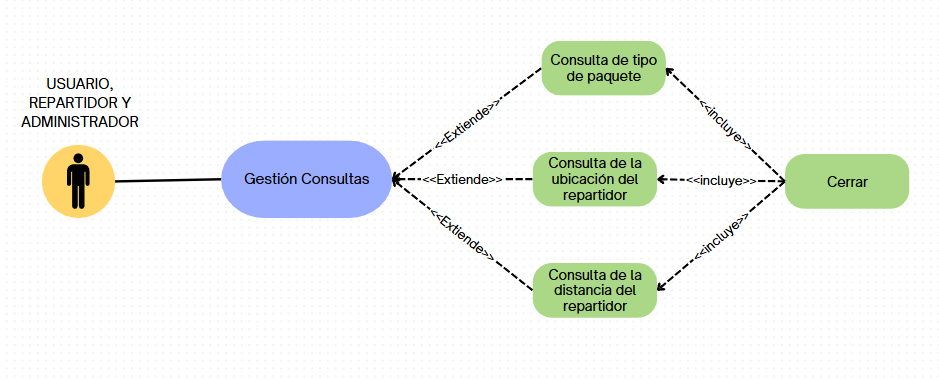 USUARIO,
REPARTIDOR Y
ADMINISTRADOR
Gestión Consultas
<<Extiende>>
<<Extiende>>
<<Extiende>>
Consulta de tipo
de paquete
Consulta de la
ubicación del
repartidor
Consulta de la
distancia del
repartidor
<<incluye>>
<<incluye>>
<<incluye>>
Cerrar